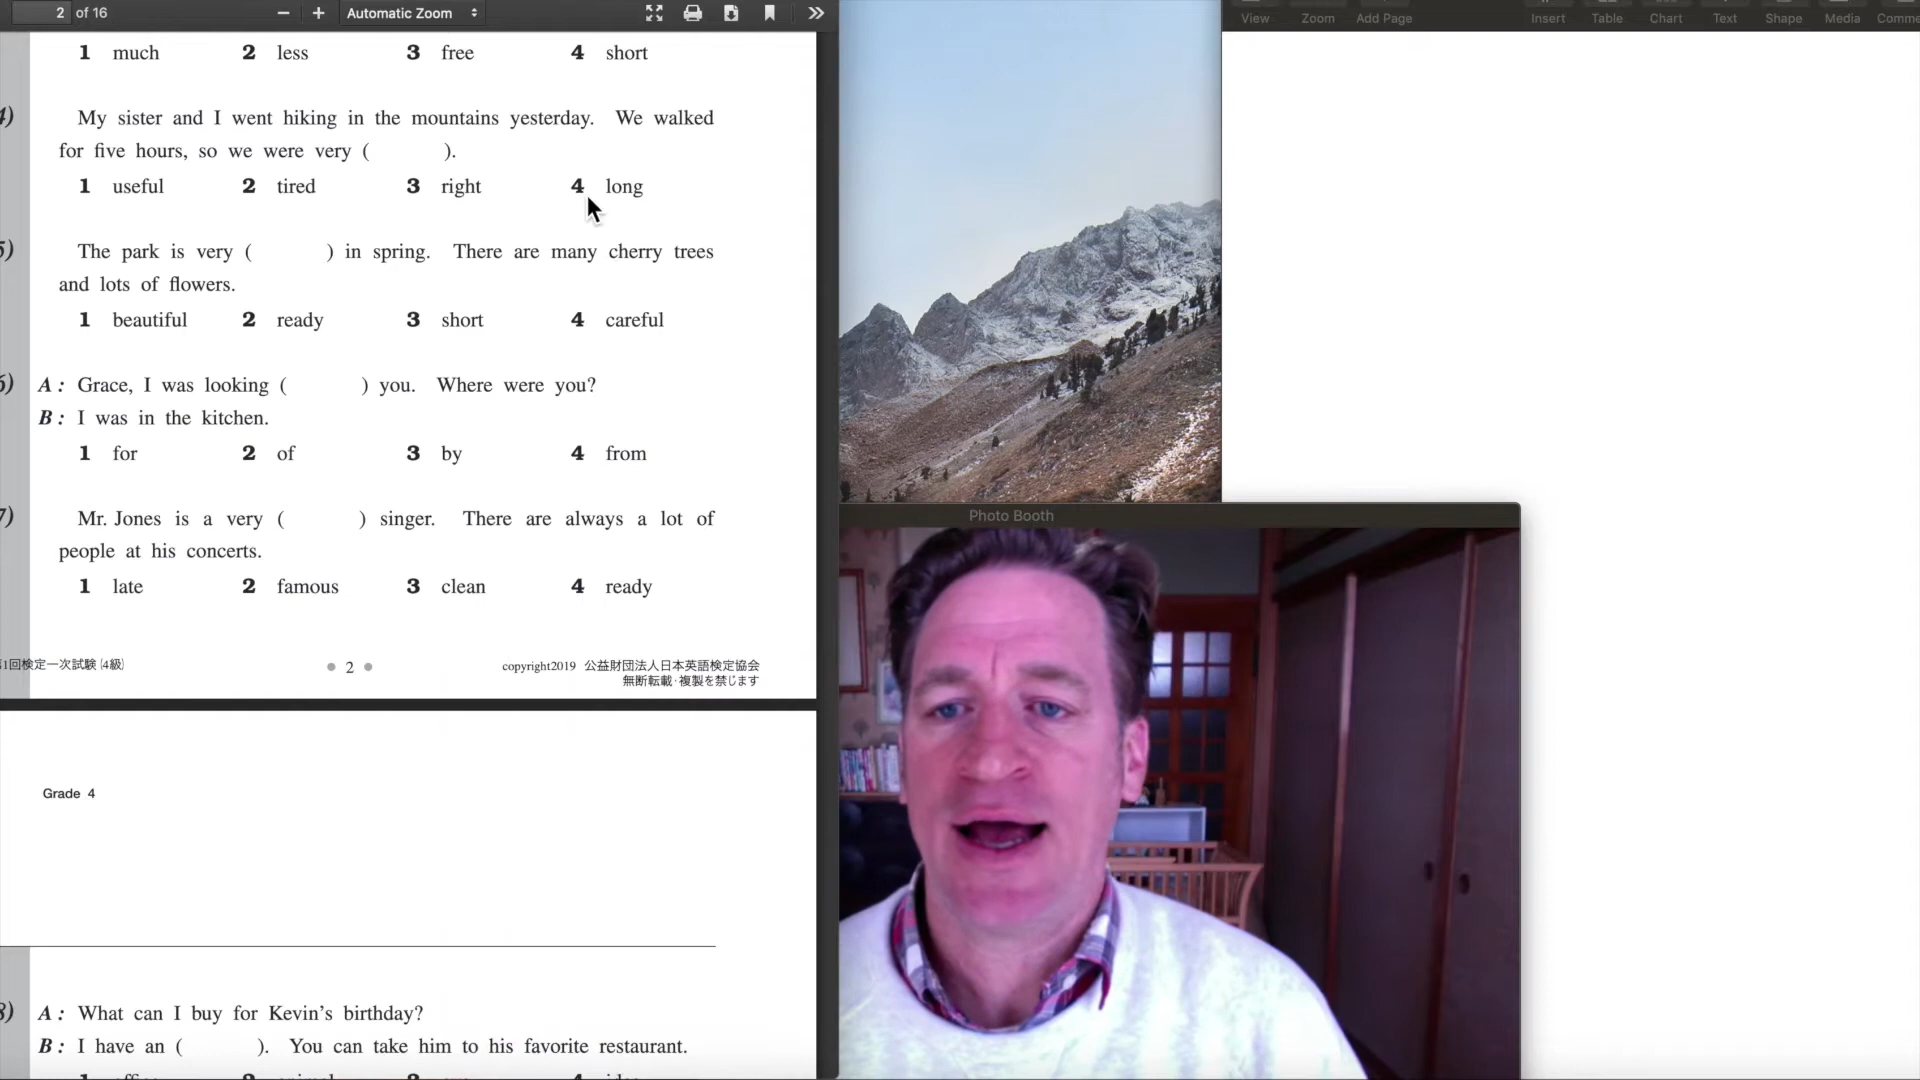 2 of 16 Automatic Zoom
View Zoom Add Page Insert Table Chart Text Shape Media Comme
1 much 2 less 3 free 4 short
4) My sister and I went hiking in the mountains yesterday. We walked
for five hours, so we were very ( ).
1 useful 2 tired 3 right 4 long
5) The park is very ( ) in spring. There are many cherry trees
and lots of flowers.
1 beautiful 2 ready 3 short 4 careful
6) A: Grace, I was looking ( ) you. Where were you?
B: I was in the kitchen.
1 for 2 of 3 by 4 from
7) Mr. Jones is a very ( ) singer. There are always a lot of
people at his concerts.
1 late 2 famous 3 clean 4 ready
1回検定一次試験(4級)
● 2 ●
copyright2019 公益財団法人日本英語検定協会
無断転載・複製を禁じます
Photo Booth
Grade 4
8) A: What can I buy for Kevin's birthday?
B: I have an ( ). You can take him to his favorite restaurant.